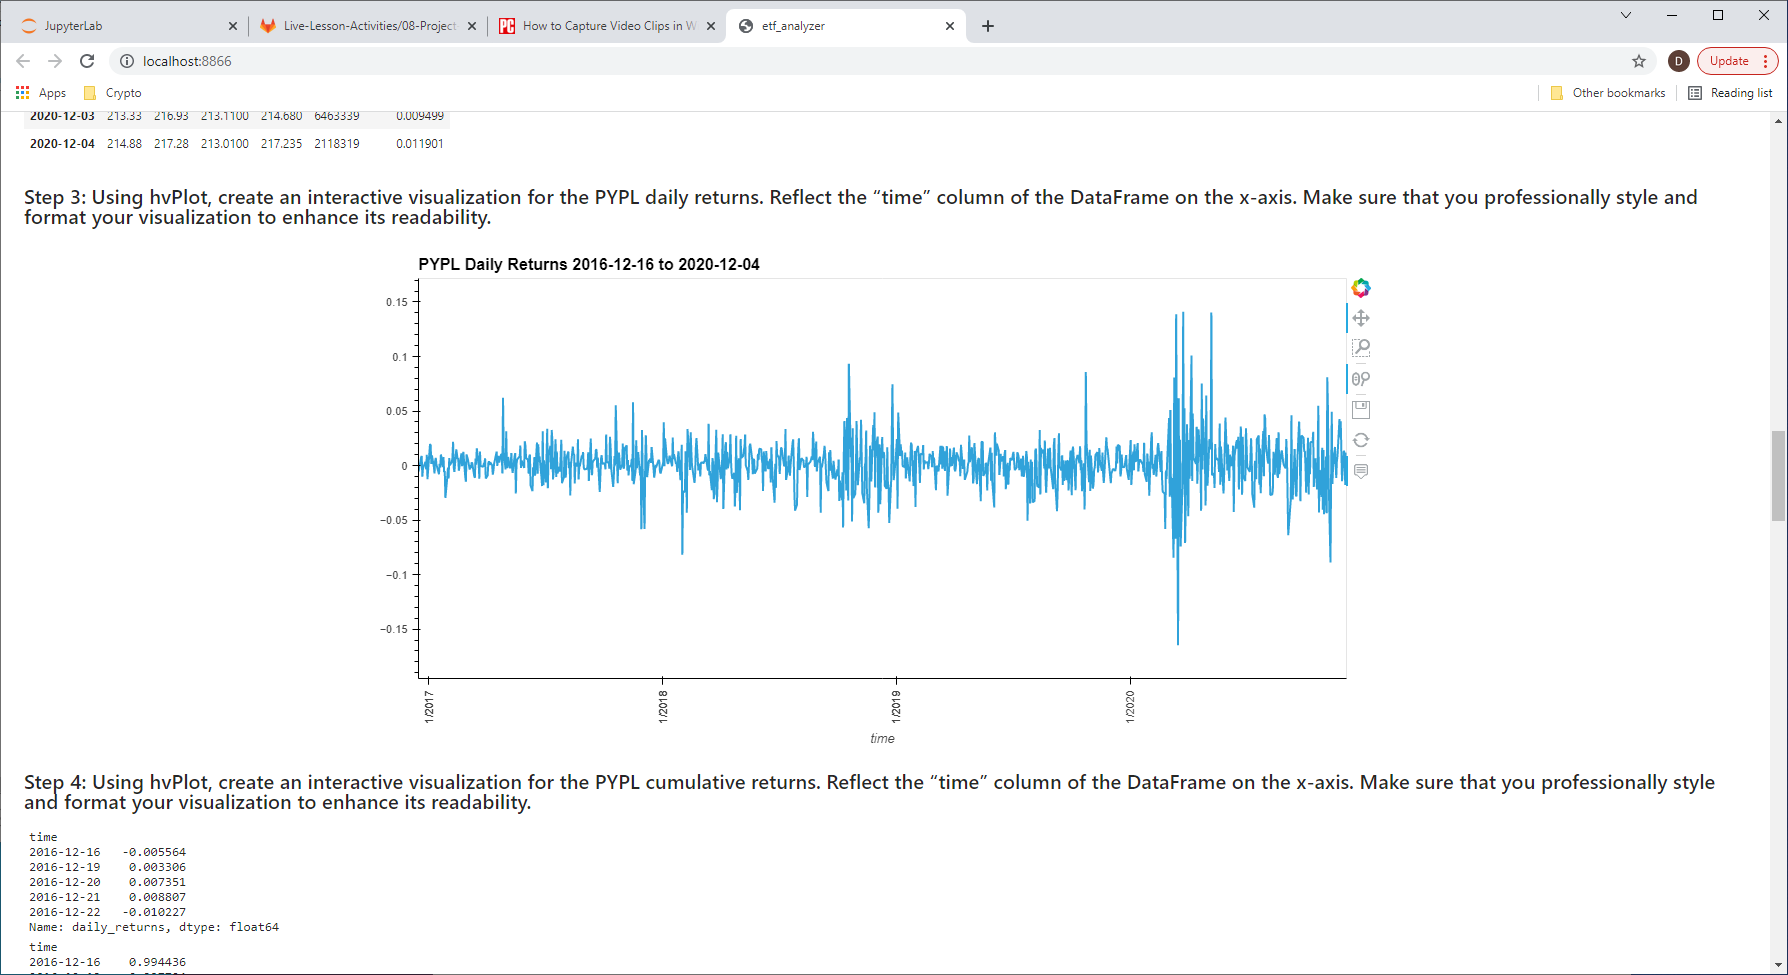 JupyterLab
Live-Lesson-Activities/08-Project
How to Capture Video Clips in W
etf_analyzer
localhost:8866
D
Update
Apps
Crypto
Other bookmarks
Reading list
2020-12-03 213.33 216.93 213.1100 214.680 6463339 0.009499
2020-12-04 214.88 217.28 213.0100 217.235 2118319 0.011901
Step 3: Using hvPlot, create an interactive visualization for the PYPL daily returns. Reflect the “time” column of the DataFrame on the x-axis. Make sure that you professionally style and
format your visualization to enhance its readability.
PYPL Daily Returns 2016-12-16 to 2020-12-04
0.15
0.1
0.05
0
−0.05
−0.1
−0.15
1/2017
1/2018
1/2019
1/2020
time
Step 4: Using hvPlot, create an interactive visualization for the PYPL cumulative returns. Reflect the “time” column of the DataFrame on the x-axis. Make sure that you professionally style
and format your visualization to enhance its readability.
time
2016-12-16 -0.005564
2016-12-19 0.003306
2016-12-20 0.007351
2016-12-21 0.008807
2016-12-22 -0.010227
Name: daily_returns, dtype: float64
time
2016-12-16 0.994436